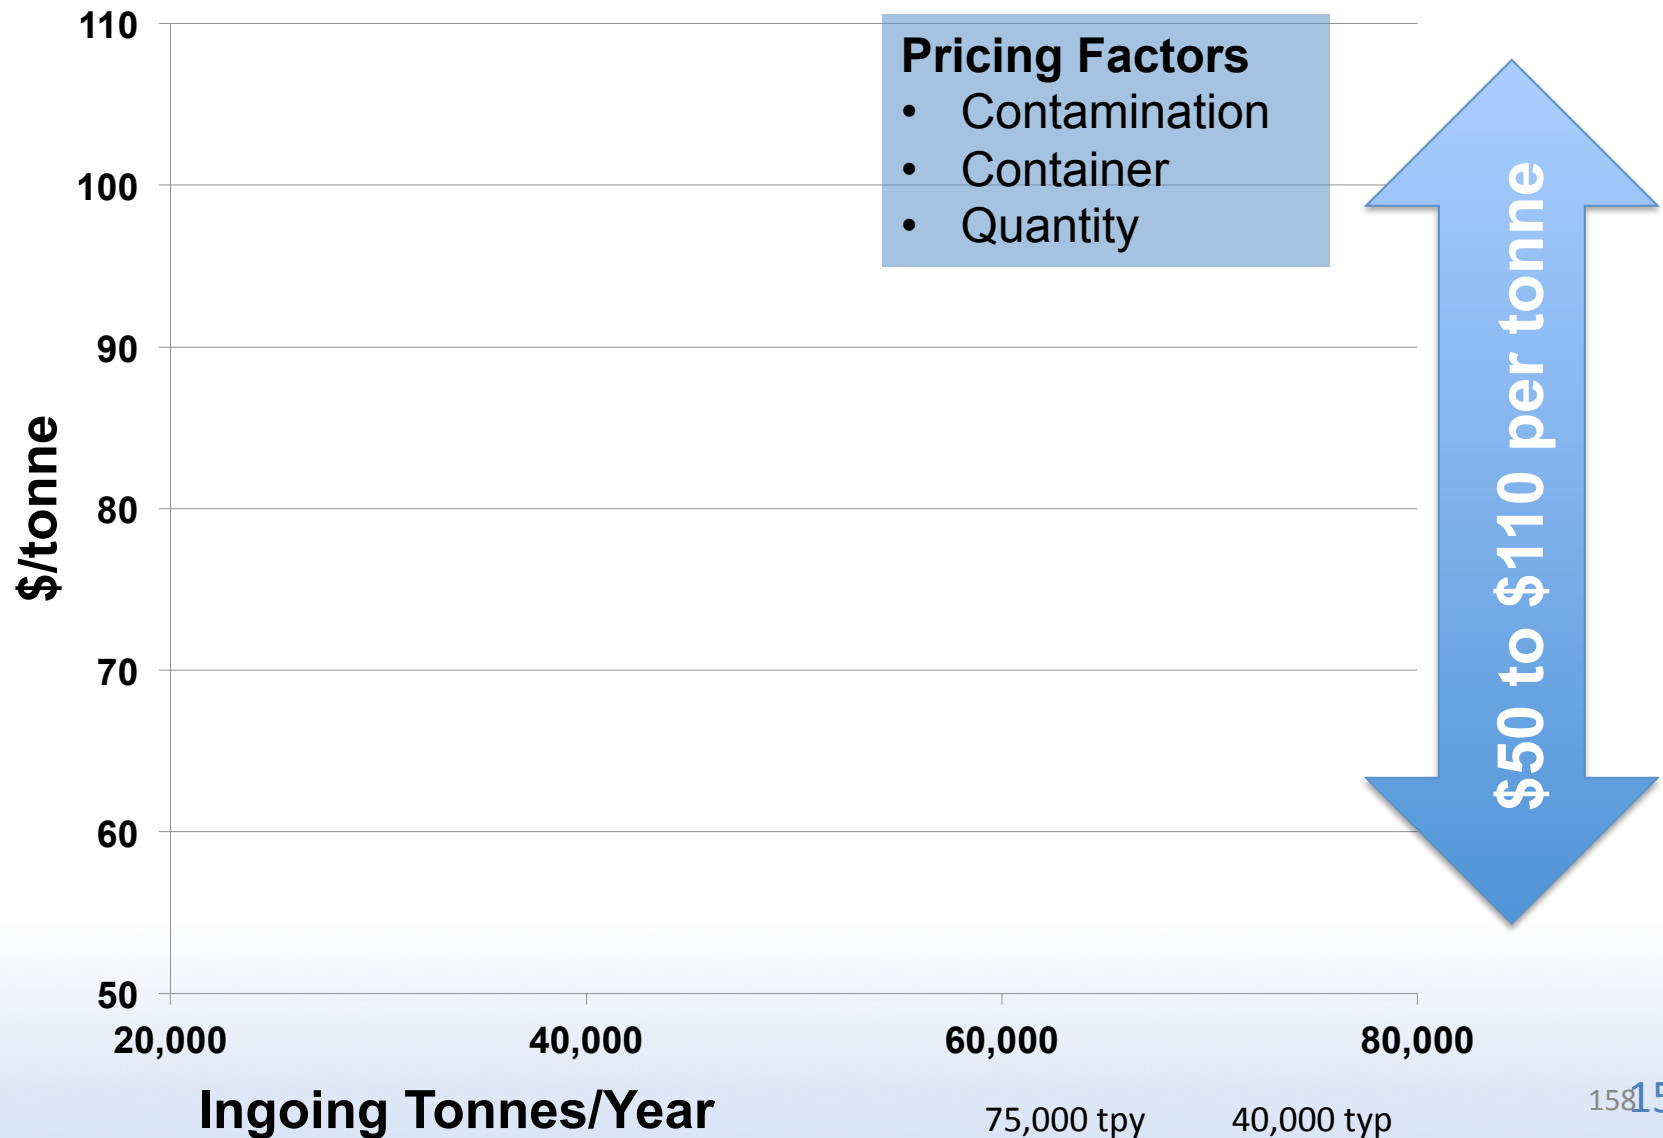 110
Pricing Factors
• Contamination
• Container
• Quantity
100
90
80
70
60
50
$/tonne
$50 to $110 per tonne
20,000 40,000 60,000 80,000
Ingoing Tonnes/Year
75,000 tpy 40,000 typ
158